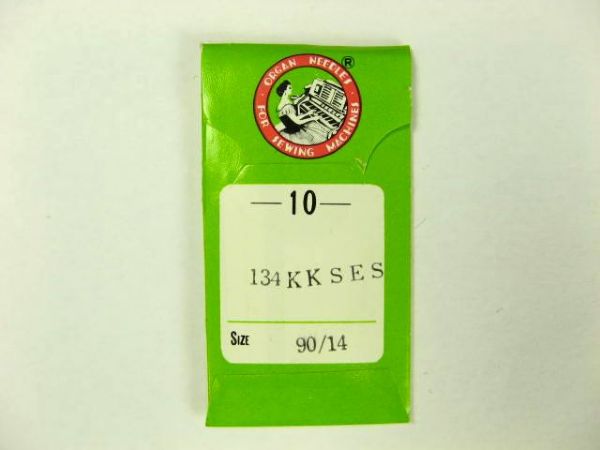 ORGAN NEEDLES ®
FOR SEWING MACHINES
—10—
134KKSES
SIZE 90/14